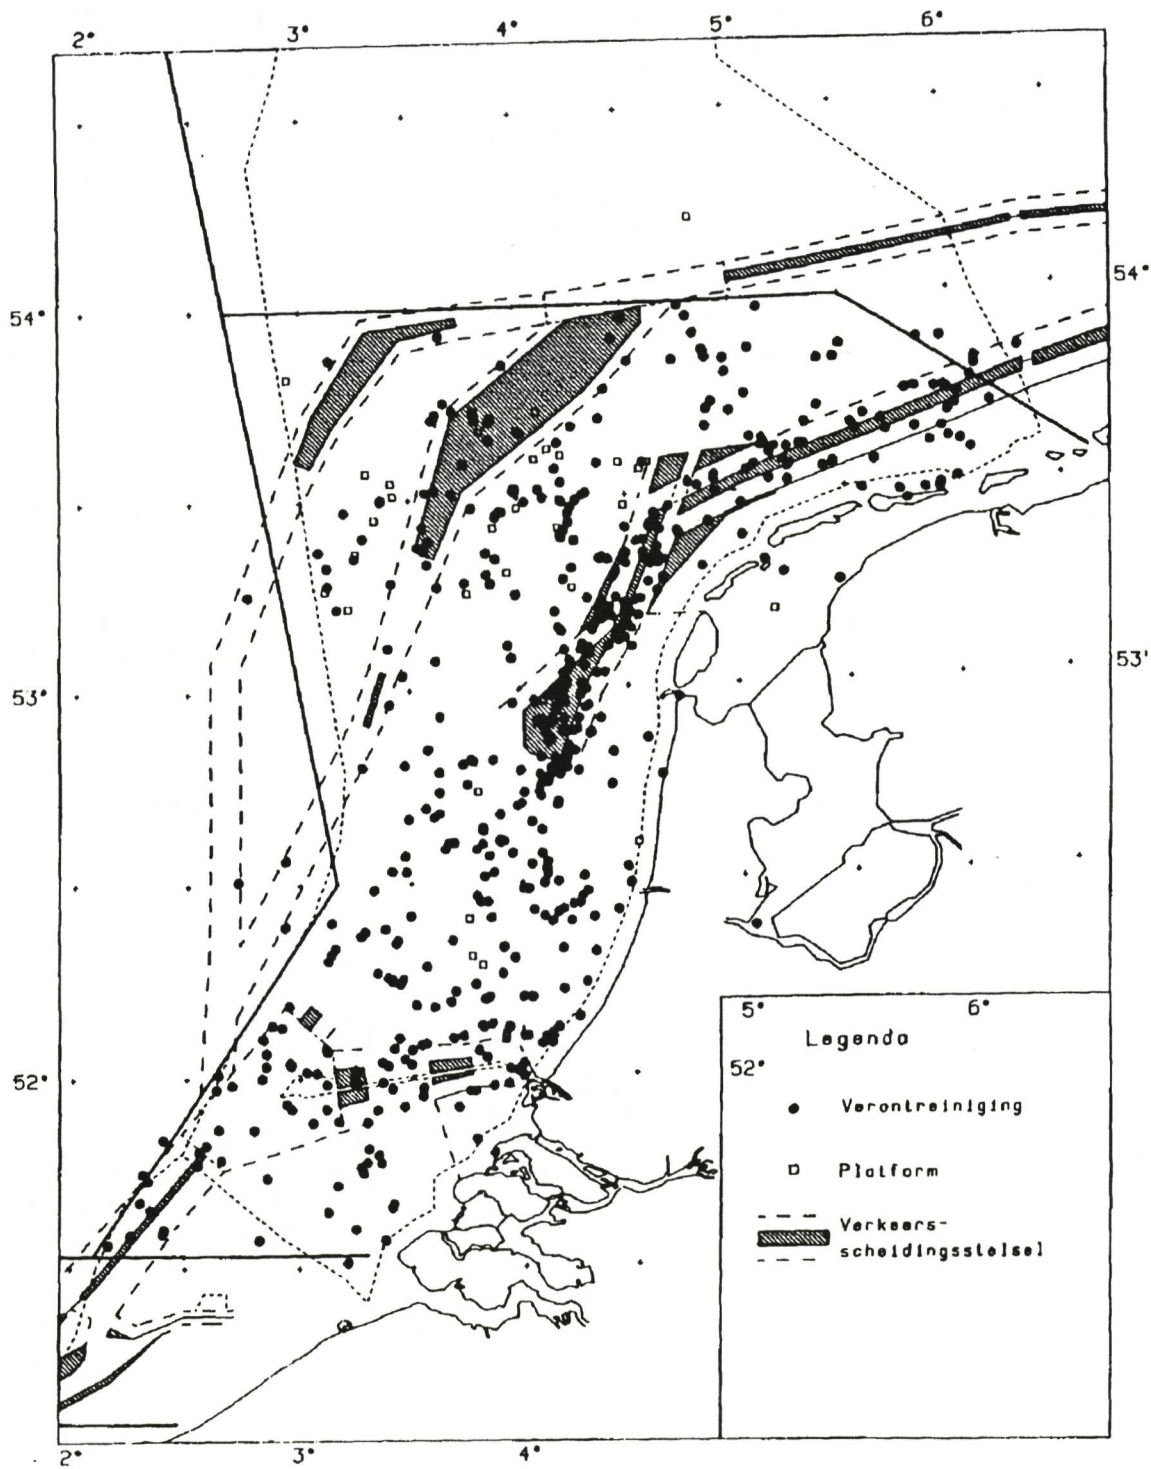 2° 3° 4° 5° 6°
54°
54°
53'
53°
52°
5° 6°
Legenda
52°
Verontreiniging
Platform
Verkeers-
scheidingsstelsel
2° 3° 4°